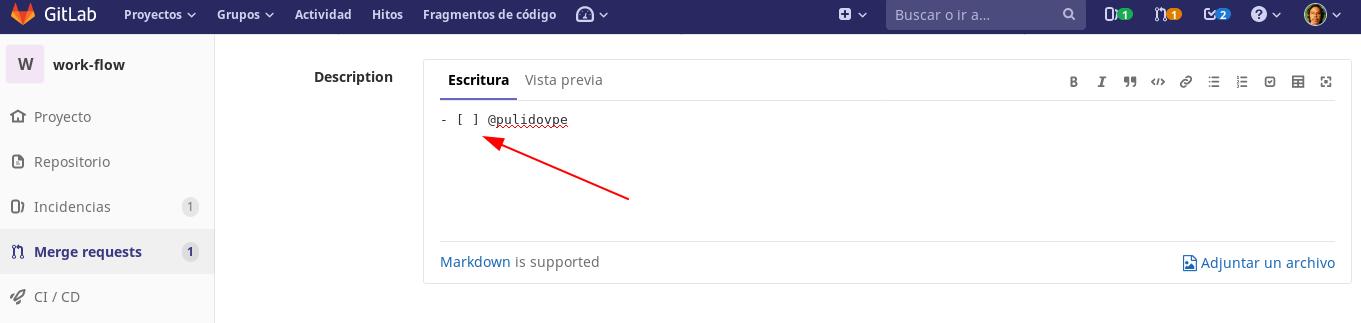 GitLab Proyectos Grupos Actividad Hitos Fragmentos de código Buscar o ir a... 1 1 2
W work-flow
Proyecto
Repositorio
Incidencias 1
Merge requests 1
CI / CD
Description
Escritura Vista previa
- [ ] @pulidovpe
Markdown is supported
Adjuntar un archivo